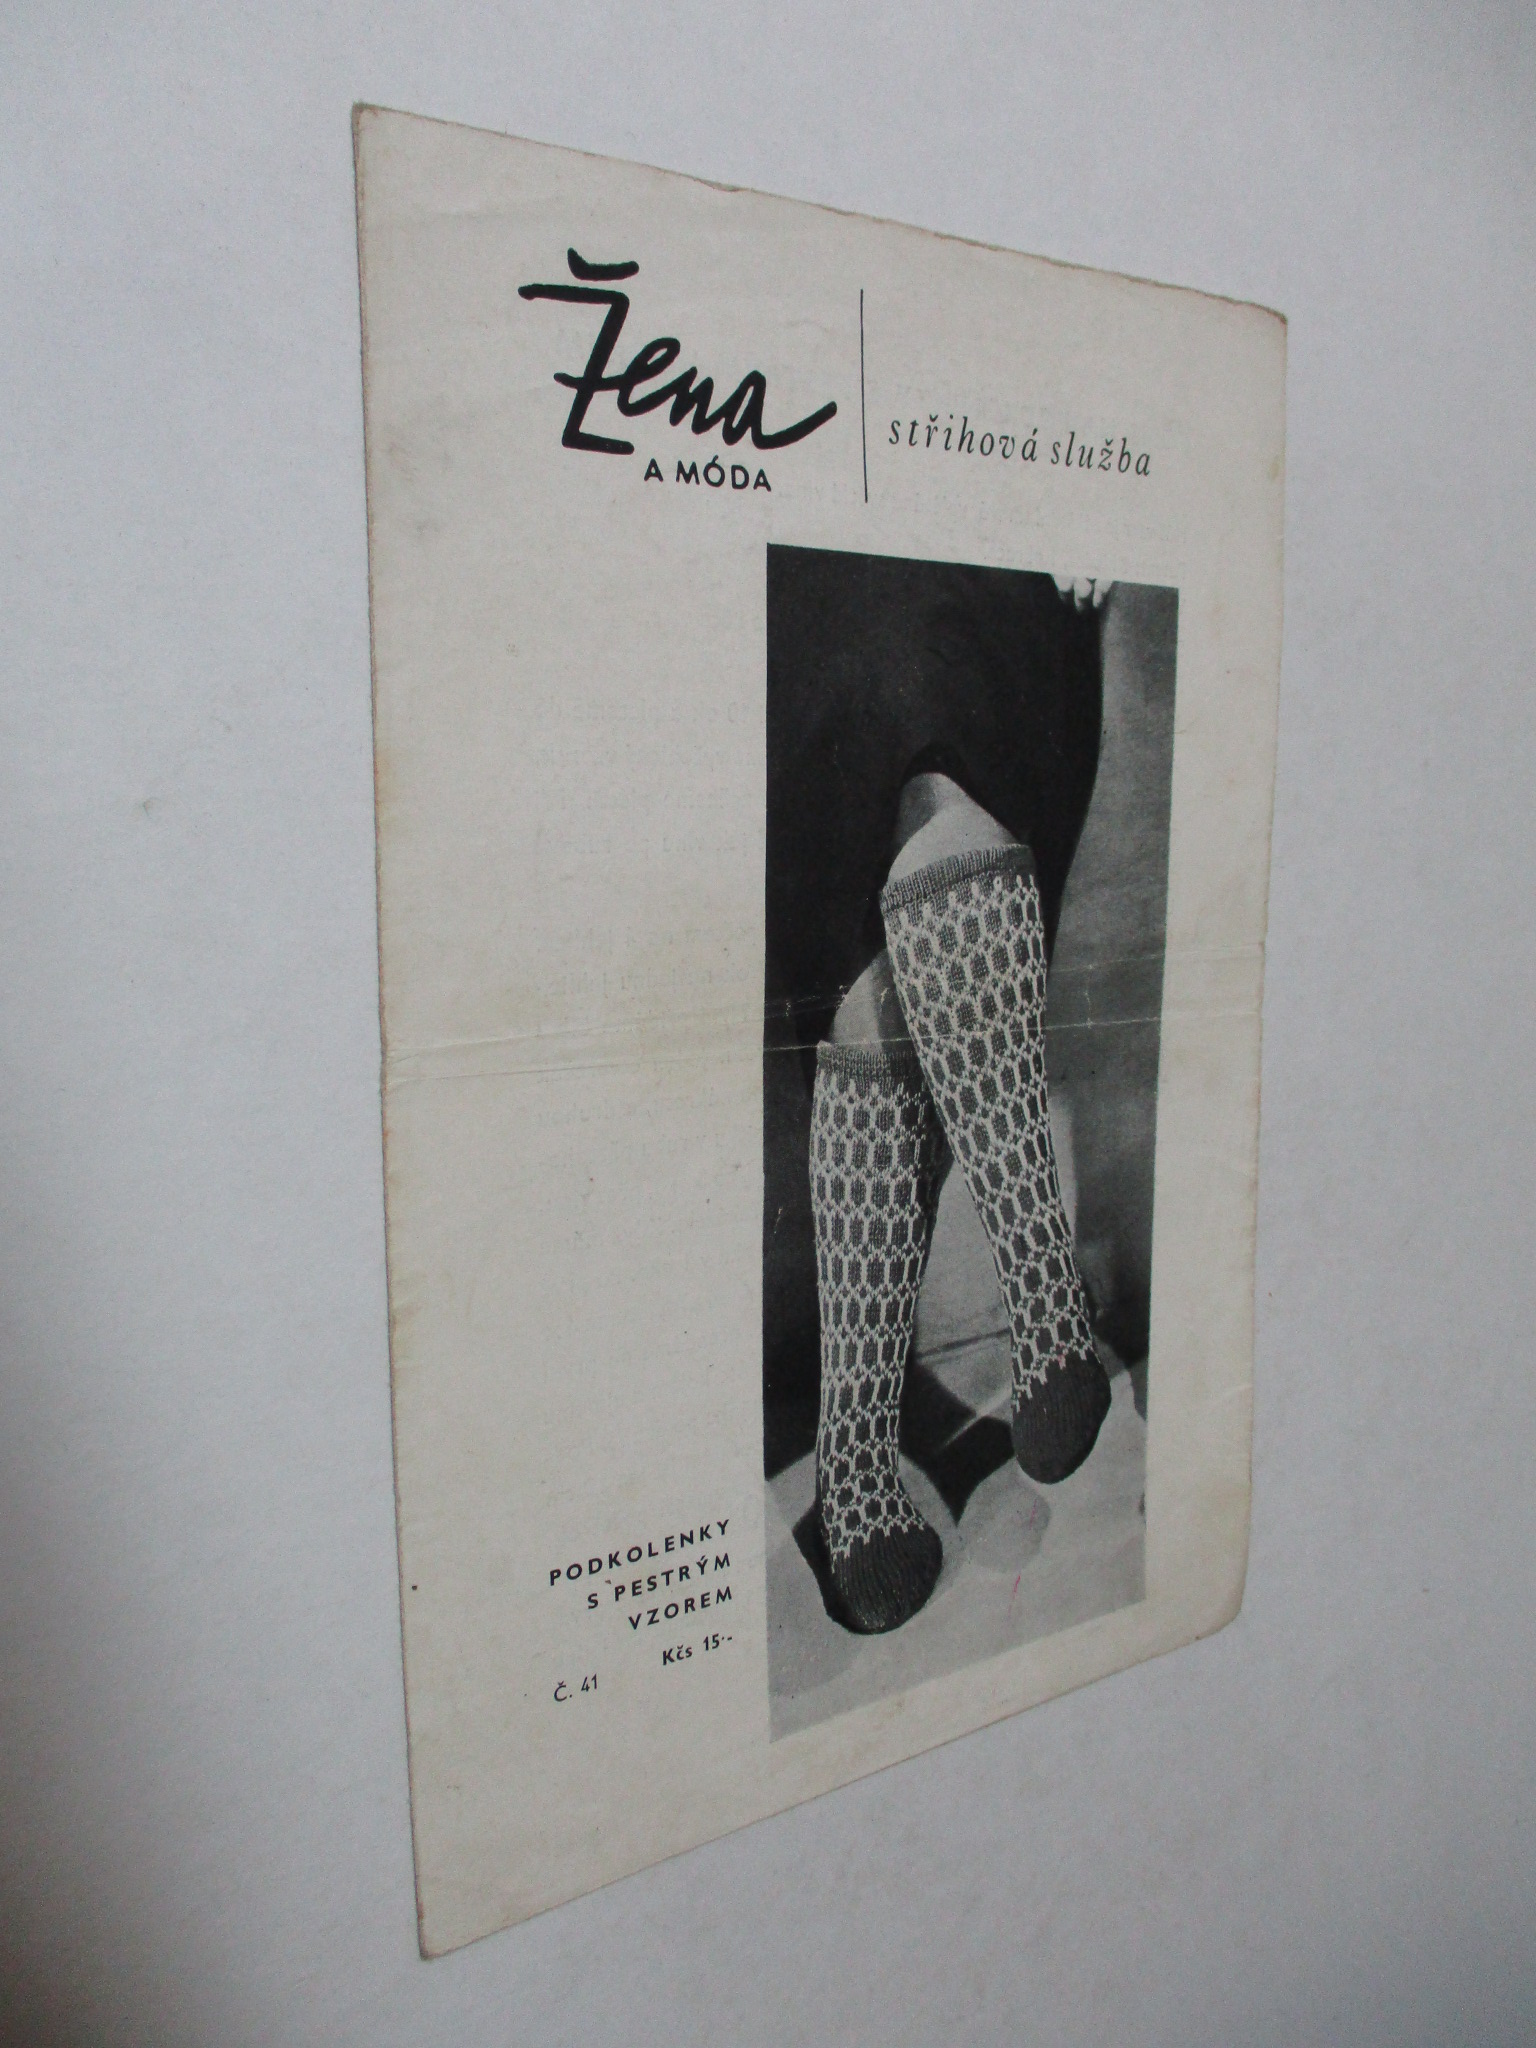 Žena
A MÓDA
střihová služba
PODKOLENKY
S PESTRÝM
VZOREM
Kčs 15·-
Č. 41